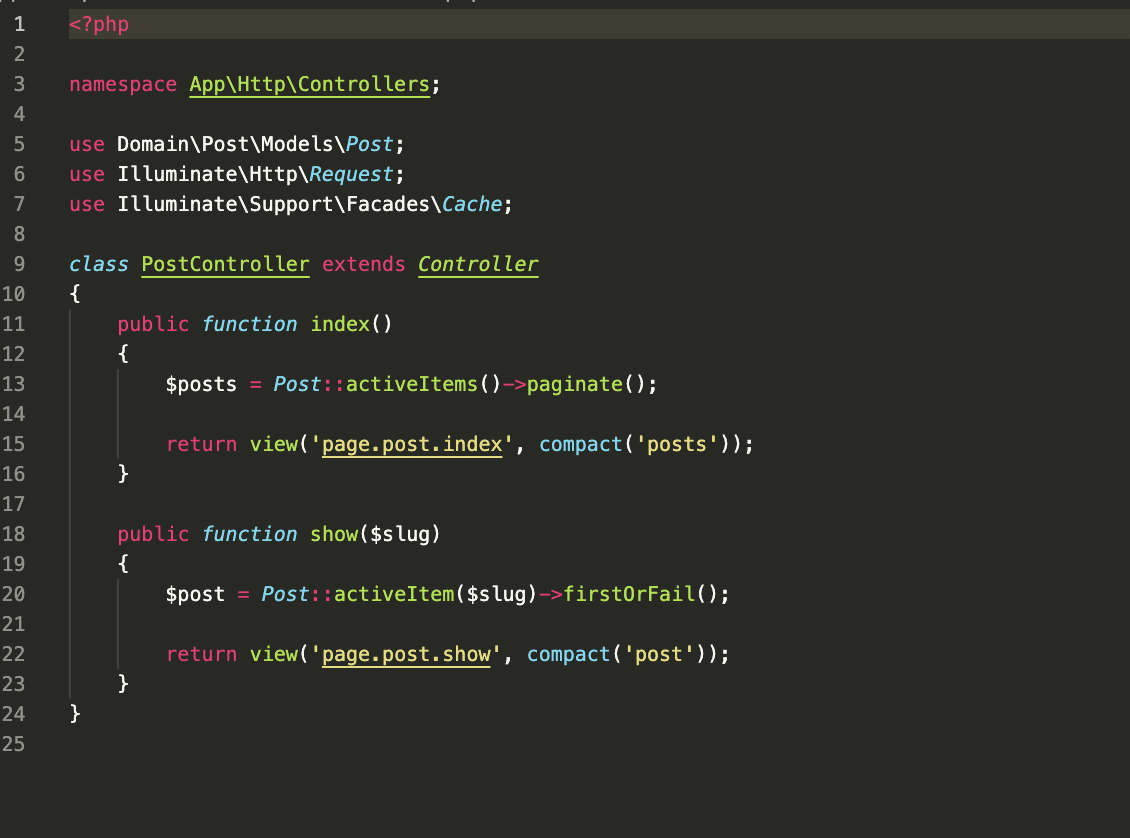 1 <?php
2
3 namespace App\Http\Controllers;
4
5 use Domain\Post\Models\Post;
6 use Illuminate\Http\Request;
7 use Illuminate\Support\Facades\Cache;
8
9 class PostController extends Controller
10 {
11     public function index()
12     {
13         $posts = Post::activeItems()->paginate();
14
15         return view('page.post.index', compact('posts'));
16     }
17
18     public function show($slug)
19     {
20         $post = Post::activeItem($slug)->firstOrFail();
21
22         return view('page.post.show', compact('post'));
23     }
24 }
25